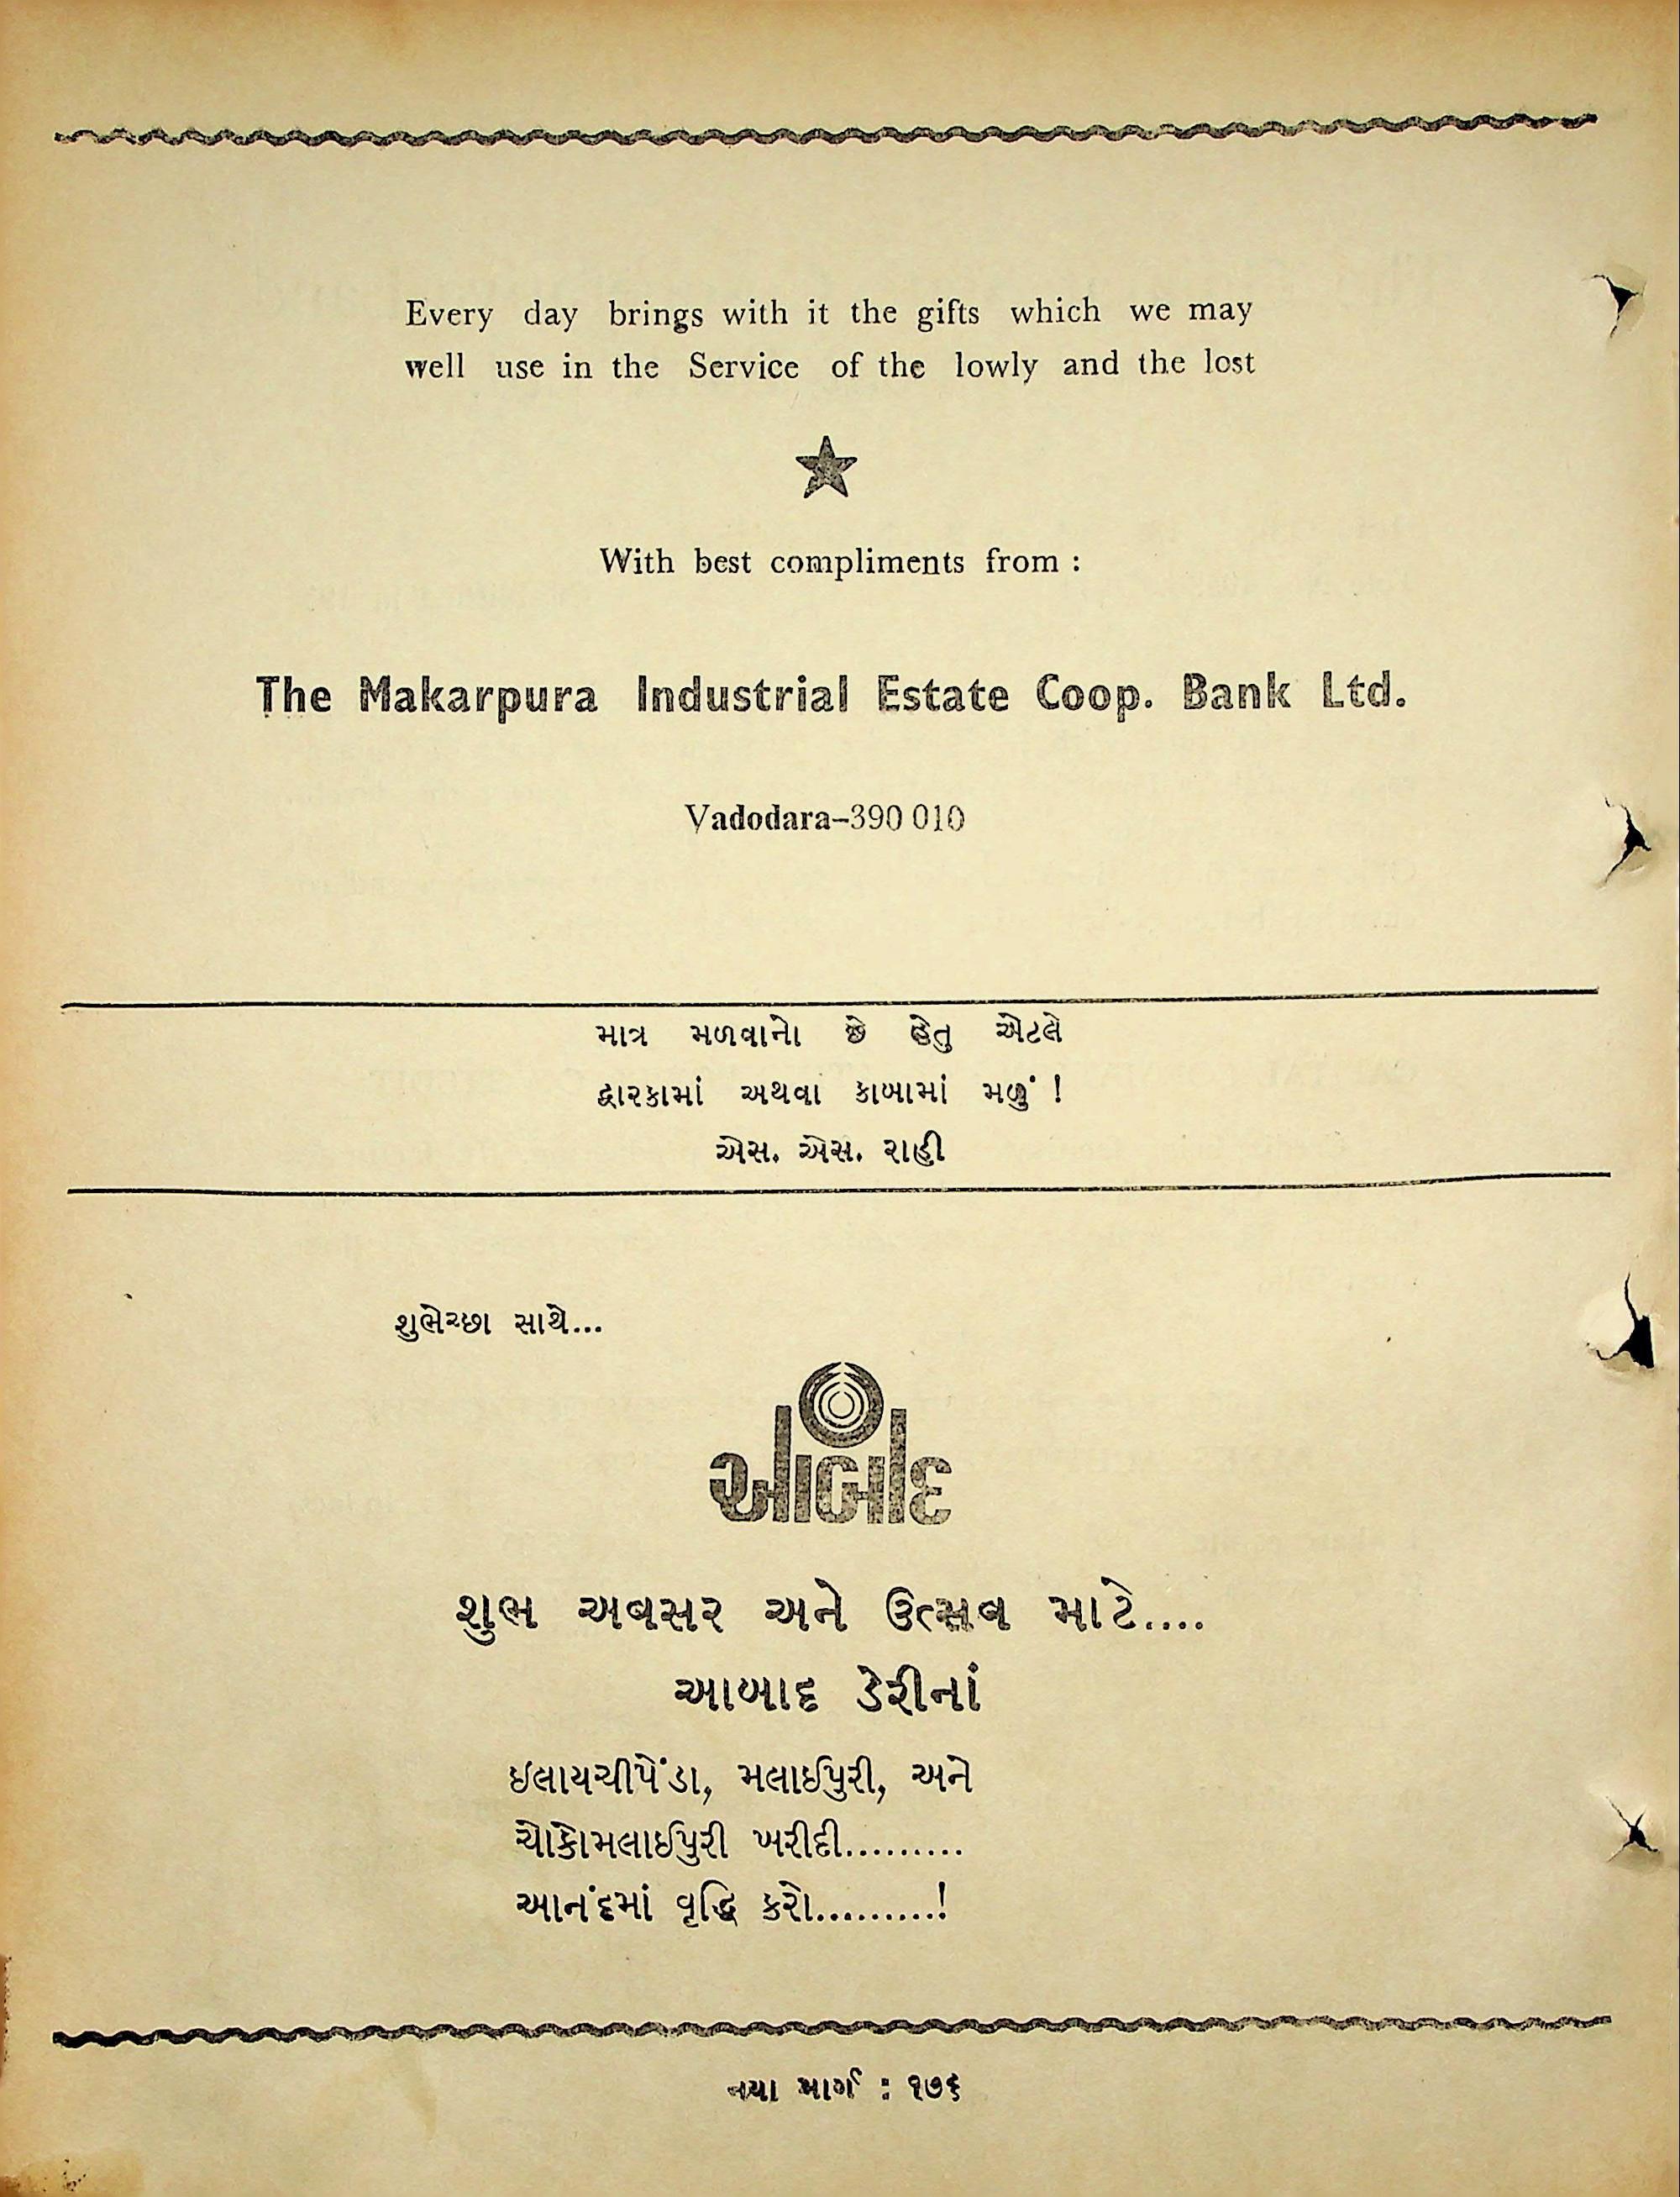 Every day brings with it the gifts which we may
well use in the Service of the lowly and the lost
With best compliments from :
The Makarpura Industrial Estate Coop. Bank Ltd.
Vadodara–390 010
માત્ર મળવાનો છે હેતુ એટલે
દ્વારકામાં અથવા કાબામાં મળું !
એસ. એસ. રાહી
શુભેચ્છા સાથે...
આબાદ
શુભ અવસર અને ઉત્સવ માટે....
આબાદ ડેરીનાં
ઇલાયચીપેંડા, મલાઈપુરી, અને
ચોકોમલાઈપુરી ખરીદી.........
આનંદમાં વૃદ્ધિ કરો.........!
નયા માર્ગ : ૧૭૬